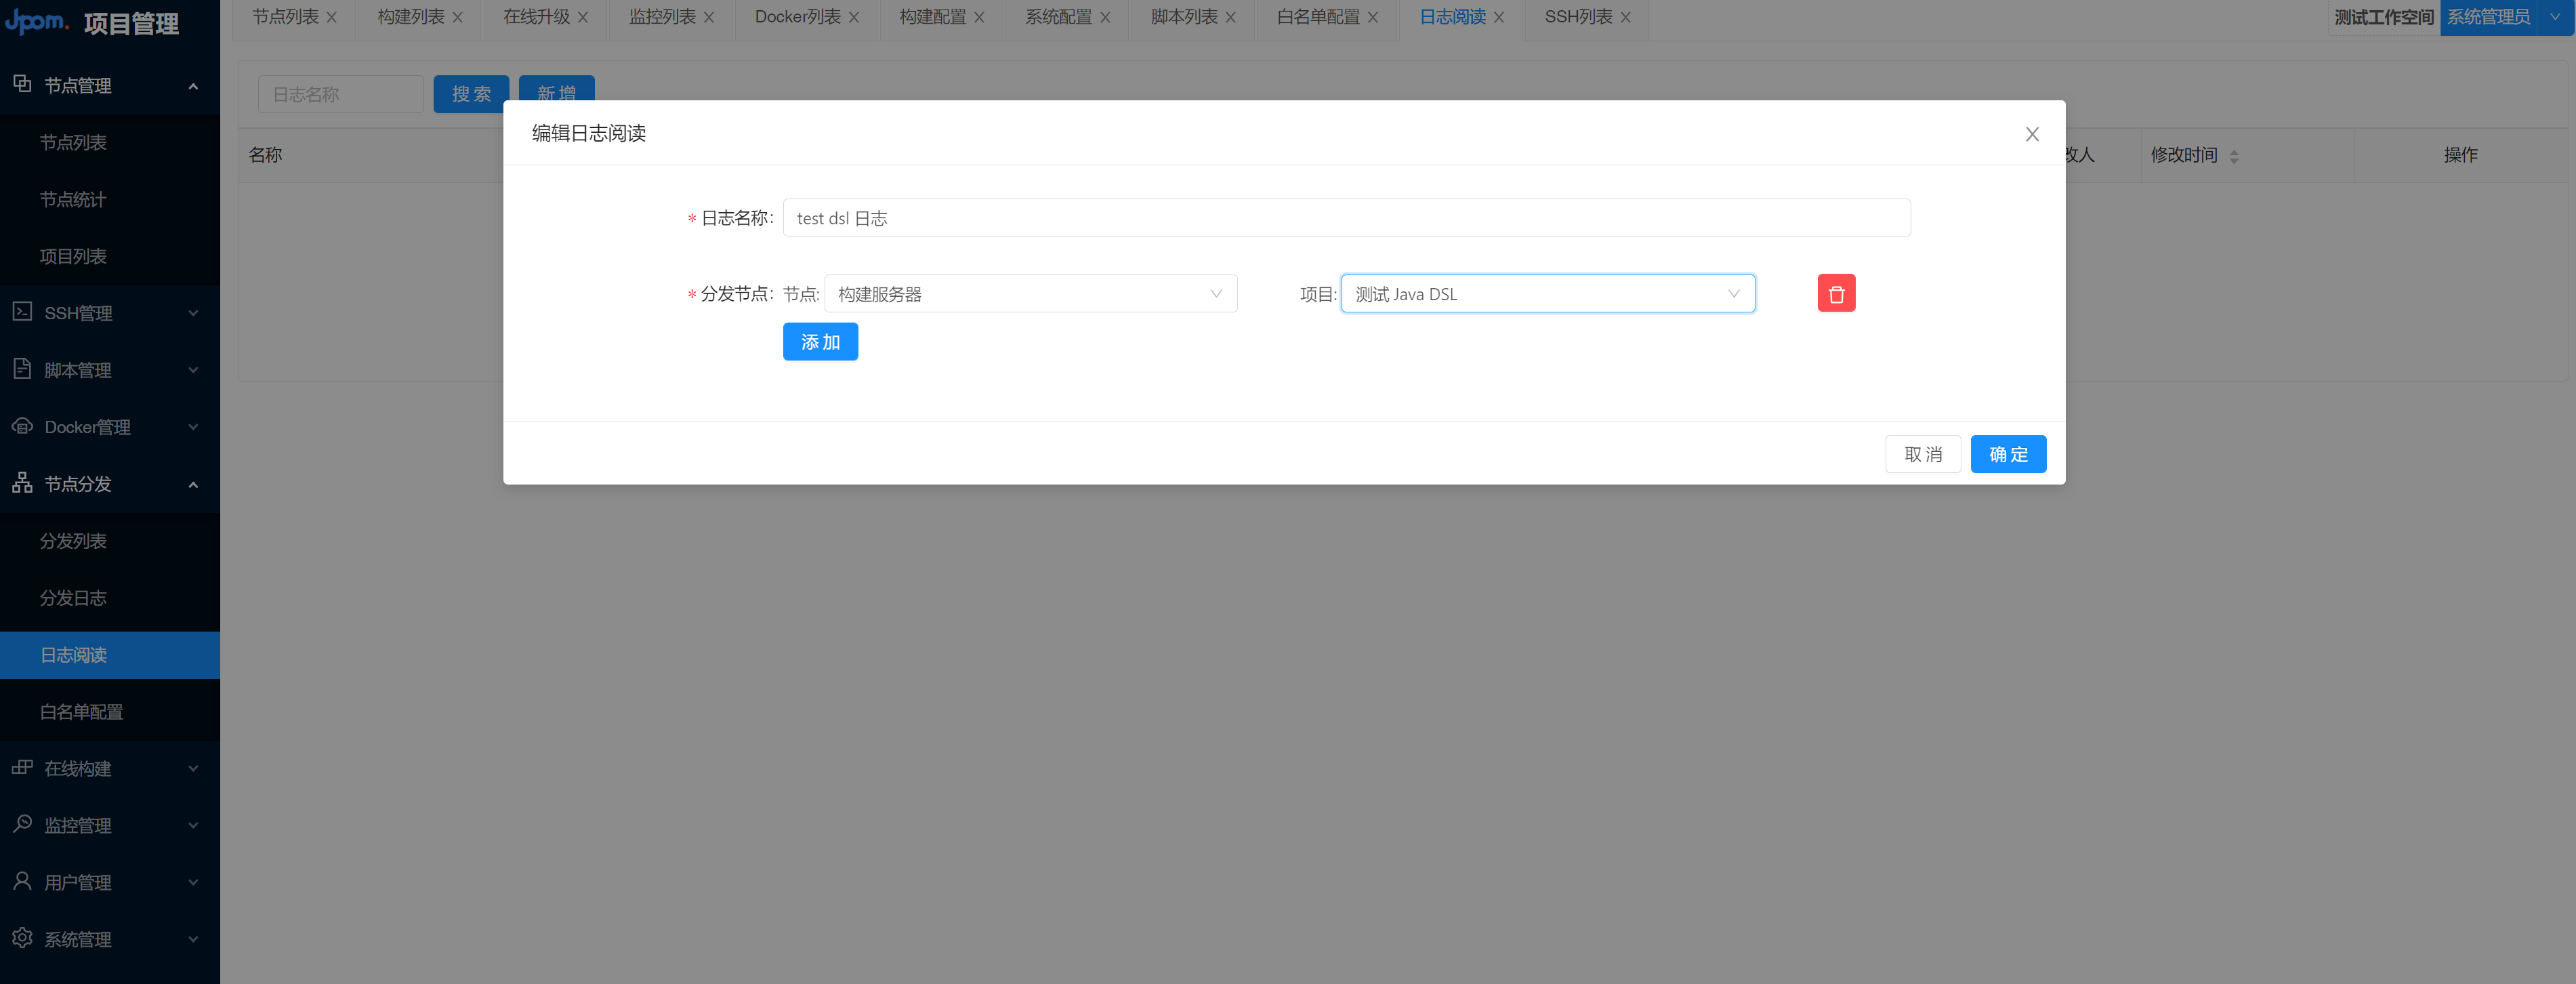 Jpom. 项目管理
节点列表 构建列表 在线升级 监控列表 Docker列表 构建配置 系统配置 脚本列表 白名单配置 日志阅读 SSH列表 测试工作空间 系统管理员
节点管理
节点列表
节点统计
项目列表
SSH管理
脚本管理
Docker管理
节点分发
分发列表
分发日志
日志阅读
白名单配置
在线构建
监控管理
用户管理
系统管理
日志名称 搜 索 新 增
名称 改人 修改时间 操作
编辑日志阅读
* 日志名称: test dsl 日志
* 分发节点: 节点: 构建服务器 项目: 测试 Java DSL
添 加
取 消 确 定